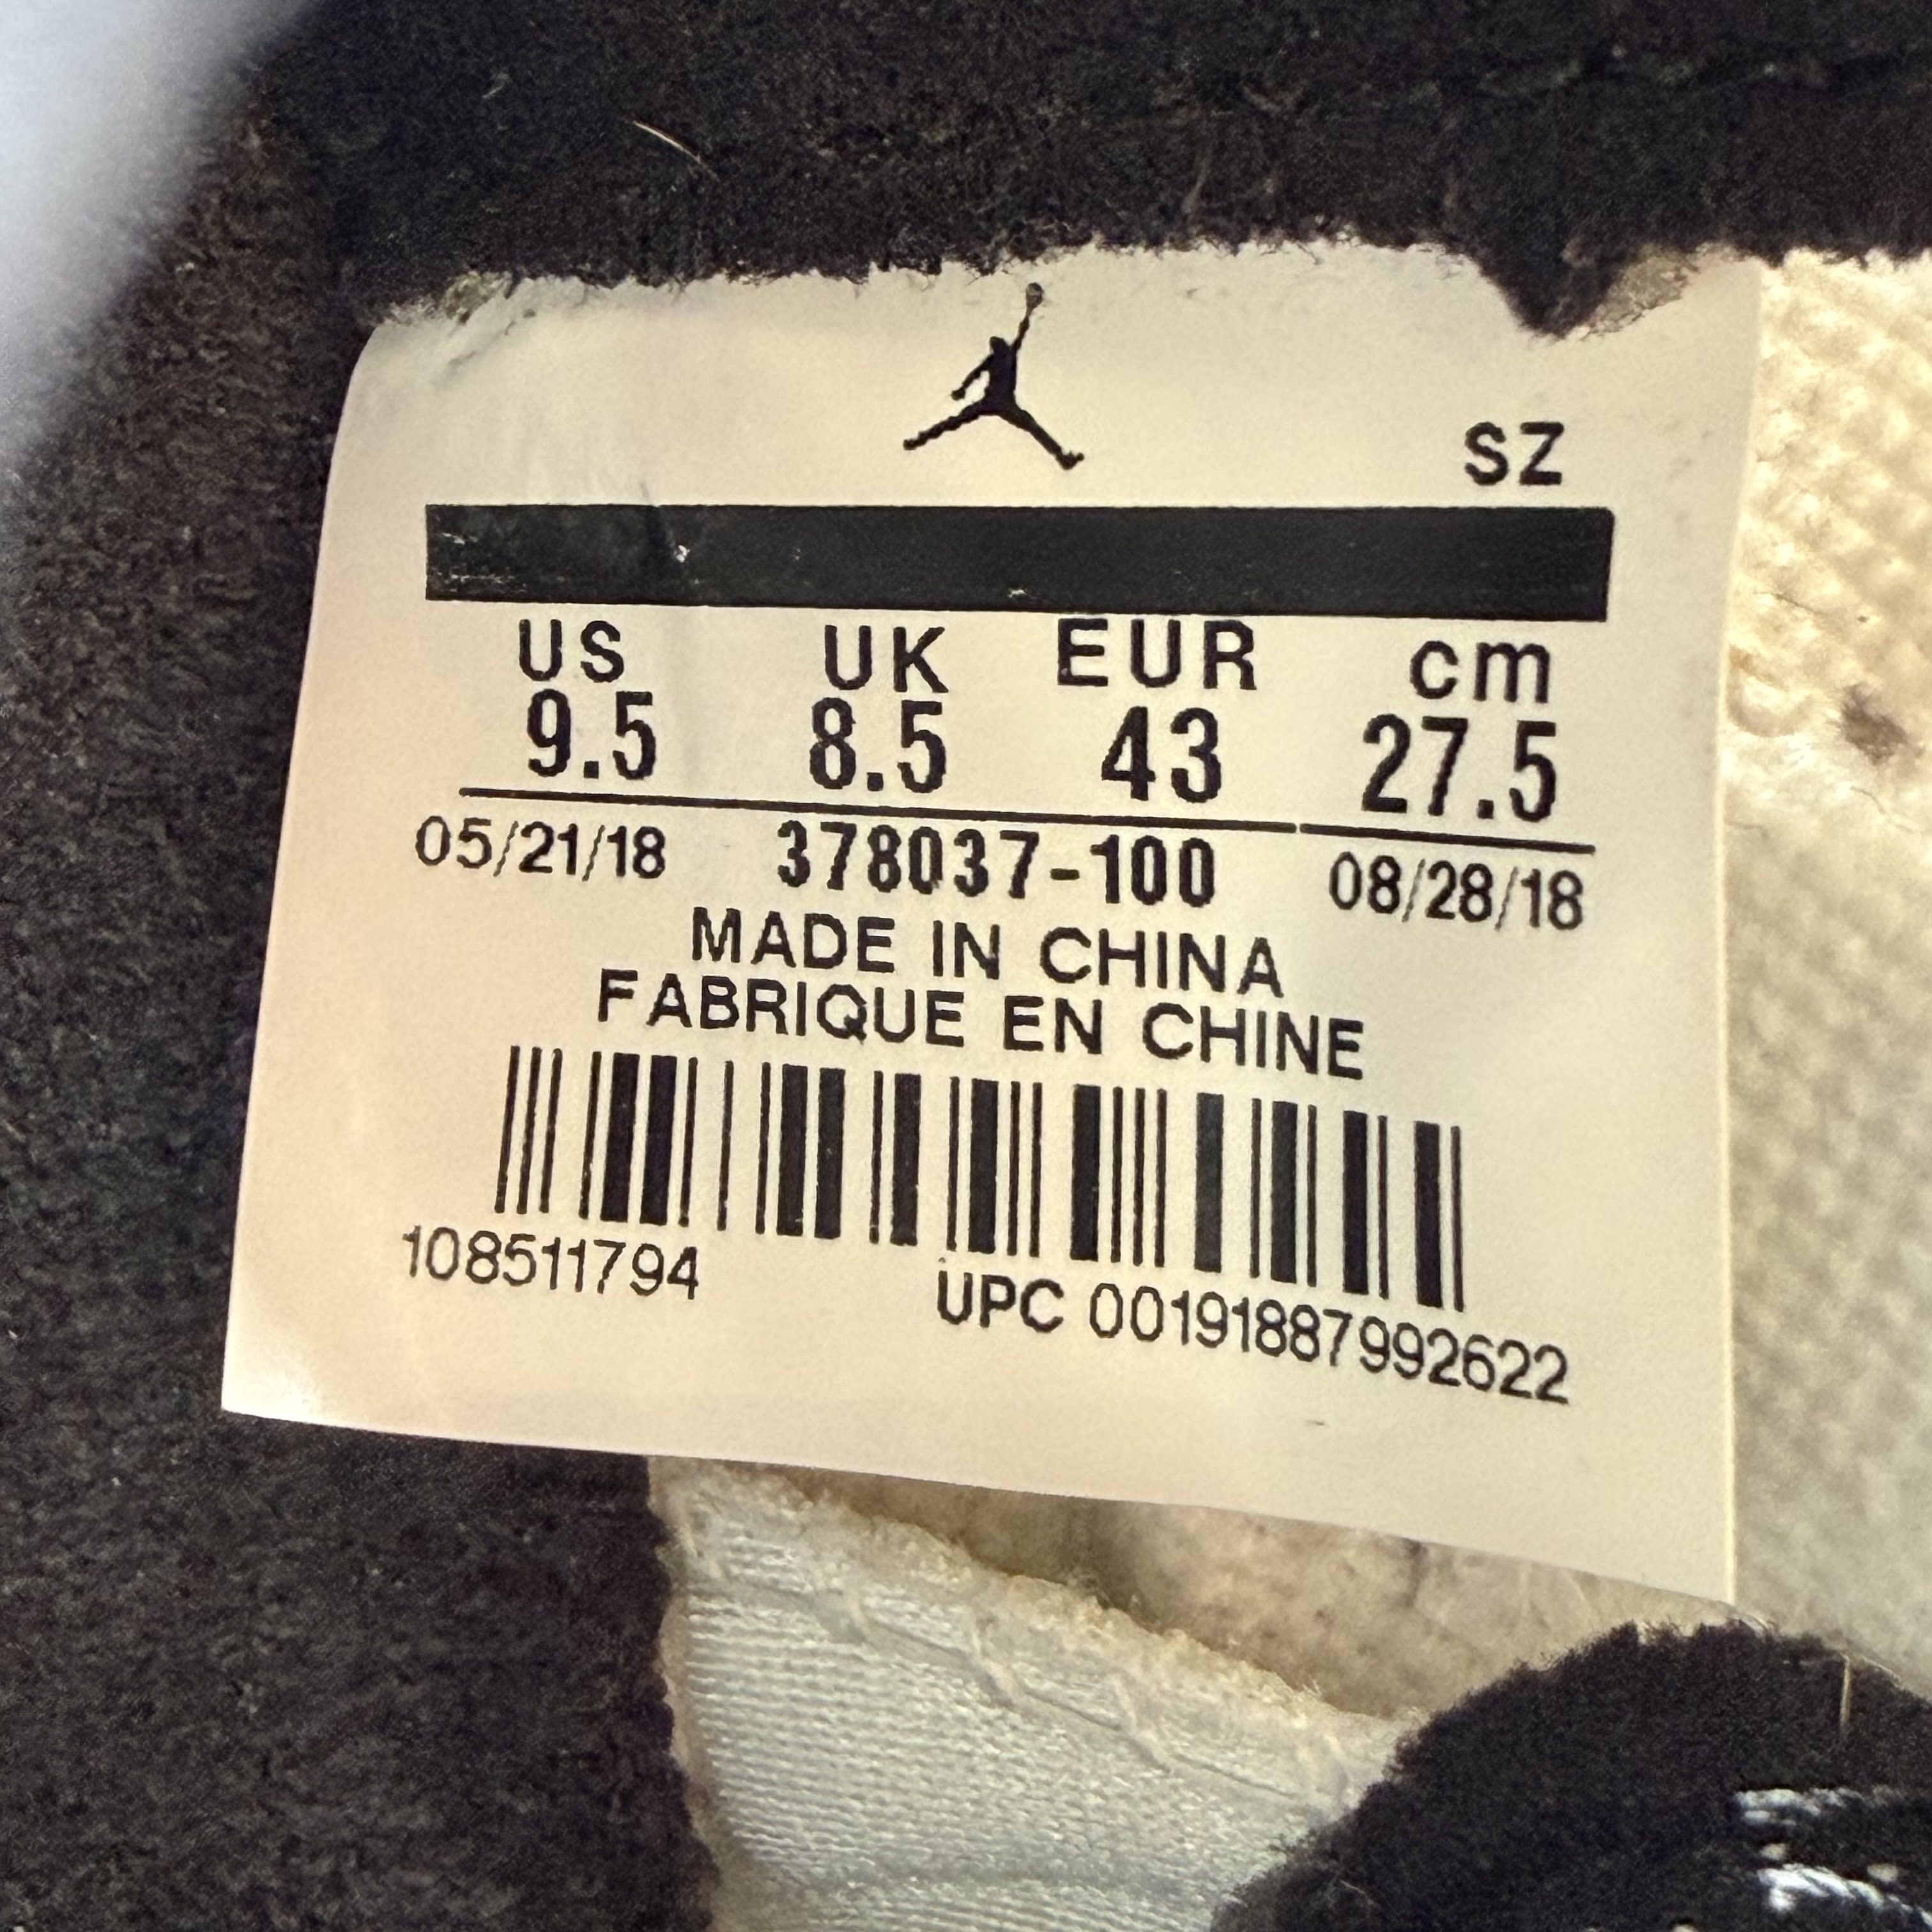 SZ
US UK EUR cm
9.5 8.5 43 27.5
05/21/18 378037-100 08/28/18
MADE IN CHINA
FABRIQUE EN CHINE
108511794 UPC 00191887992622